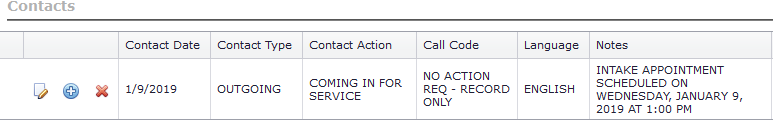 Contacts
Contact Date Contact Type Contact Action Call Code Language Notes
1/9/2019
OUTGOING
COMING IN FOR
SERVICE
NO ACTION
REQ - RECORD
ONLY
ENGLISH
INTAKE APPOINTMENT
SCHEDULED ON
WEDNESDAY, JANUARY 9,
2019 AT 1:00 PM